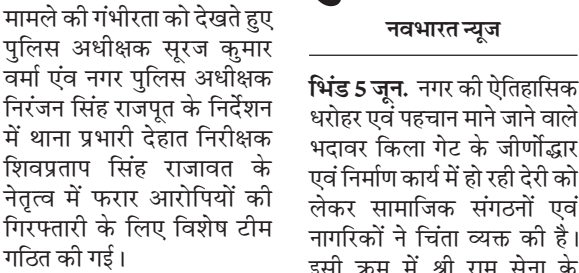 मामले की गंभीरता को देखते हुए
पुलिस अधीक्षक सूरज कुमार
वर्मा एंव नगर पुलिस अधीक्षक
निरंजन सिंह राजपूत के निर्देशन
में थाना प्रभारी देहात निरीक्षक
शिवप्रताप सिंह राजावत के
नेतृत्व में फरार आरोपियों की
गिरफ्तारी के लिए विशेष टीम
गठित की गई।
नवभारत न्यूज
भिंड 5 जून. नगर की ऐतिहासिक
धरोहर एवं पहचान माने जाने वाले
भदावर किला गेट के जीर्णोद्धार
एवं निर्माण कार्य में हो रही देरी को
लेकर सामाजिक संगठनों एवं
नागरिकों ने चिंता व्यक्त की है।
इसी क्रम में श्री राम सेना के